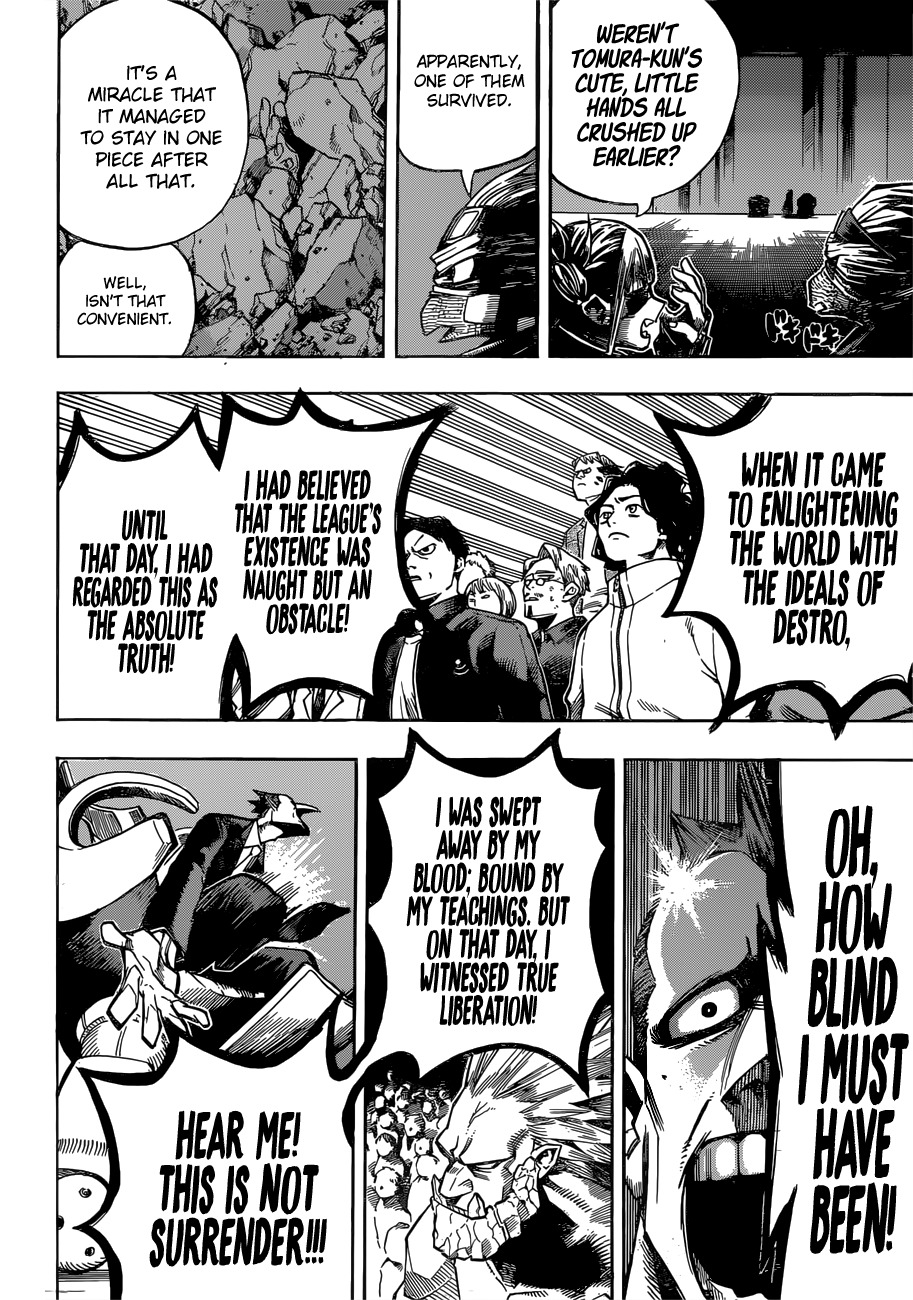 WEREN'T
TOMURA-KUN'S
CUTE, LITTLE
HANDS ALL
CRUSHED UP
EARLIER?
ドキ
ドキ
APPARENTLY,
ONE OF THEM
SURVIVED.
IT'S A
MIRACLE THAT
IT MANAGED
TO STAY IN ONE
PIECE AFTER
ALL THAT.
WELL,
ISN'T THAT
CONVENIENT.
WHEN IT CAME
TO ENLIGHTENING
THE WORLD WITH
THE IDEALS OF
DESTRO,
I HAD BELIEVED
THAT THE LEAGUE'S
EXISTENCE WAS
NAUGHT BUT AN
OBSTACLE!
UNTIL
THAT DAY, I HAD
REGARDED THIS AS
THE ABSOLUTE
TRUTH!
OH,
HOW
BLIND
I MUST
HAVE
BEEN!
I WAS SWEPT
AWAY BY MY
BLOOD; BOUND BY
MY TEACHINGS. BUT
ON THAT DAY, I
WITNESSED TRUE
LIBERATION!
HEAR ME!
THIS IS NOT
SURRENDER!!!